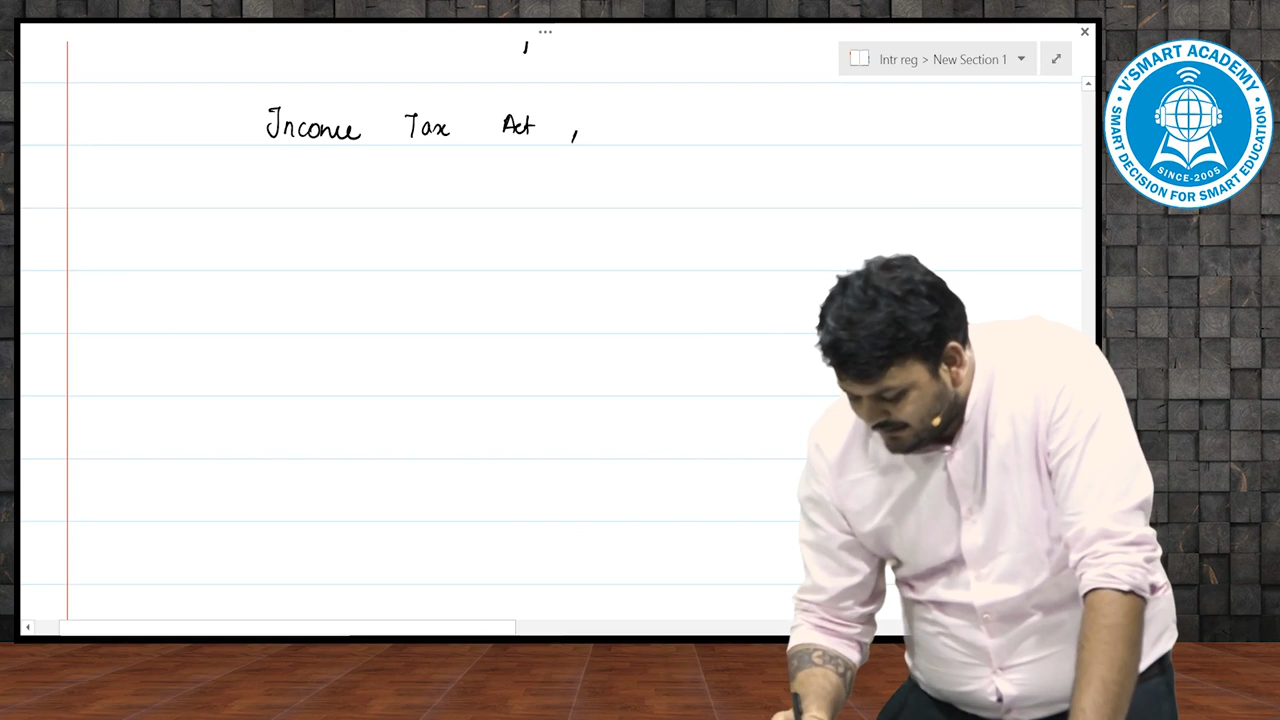 Intr reg > New Section 1
Income Tax Act ,
V'SMART ACADEMY
SMART DECISION FOR SMART EDUCATION
SINCE-2005